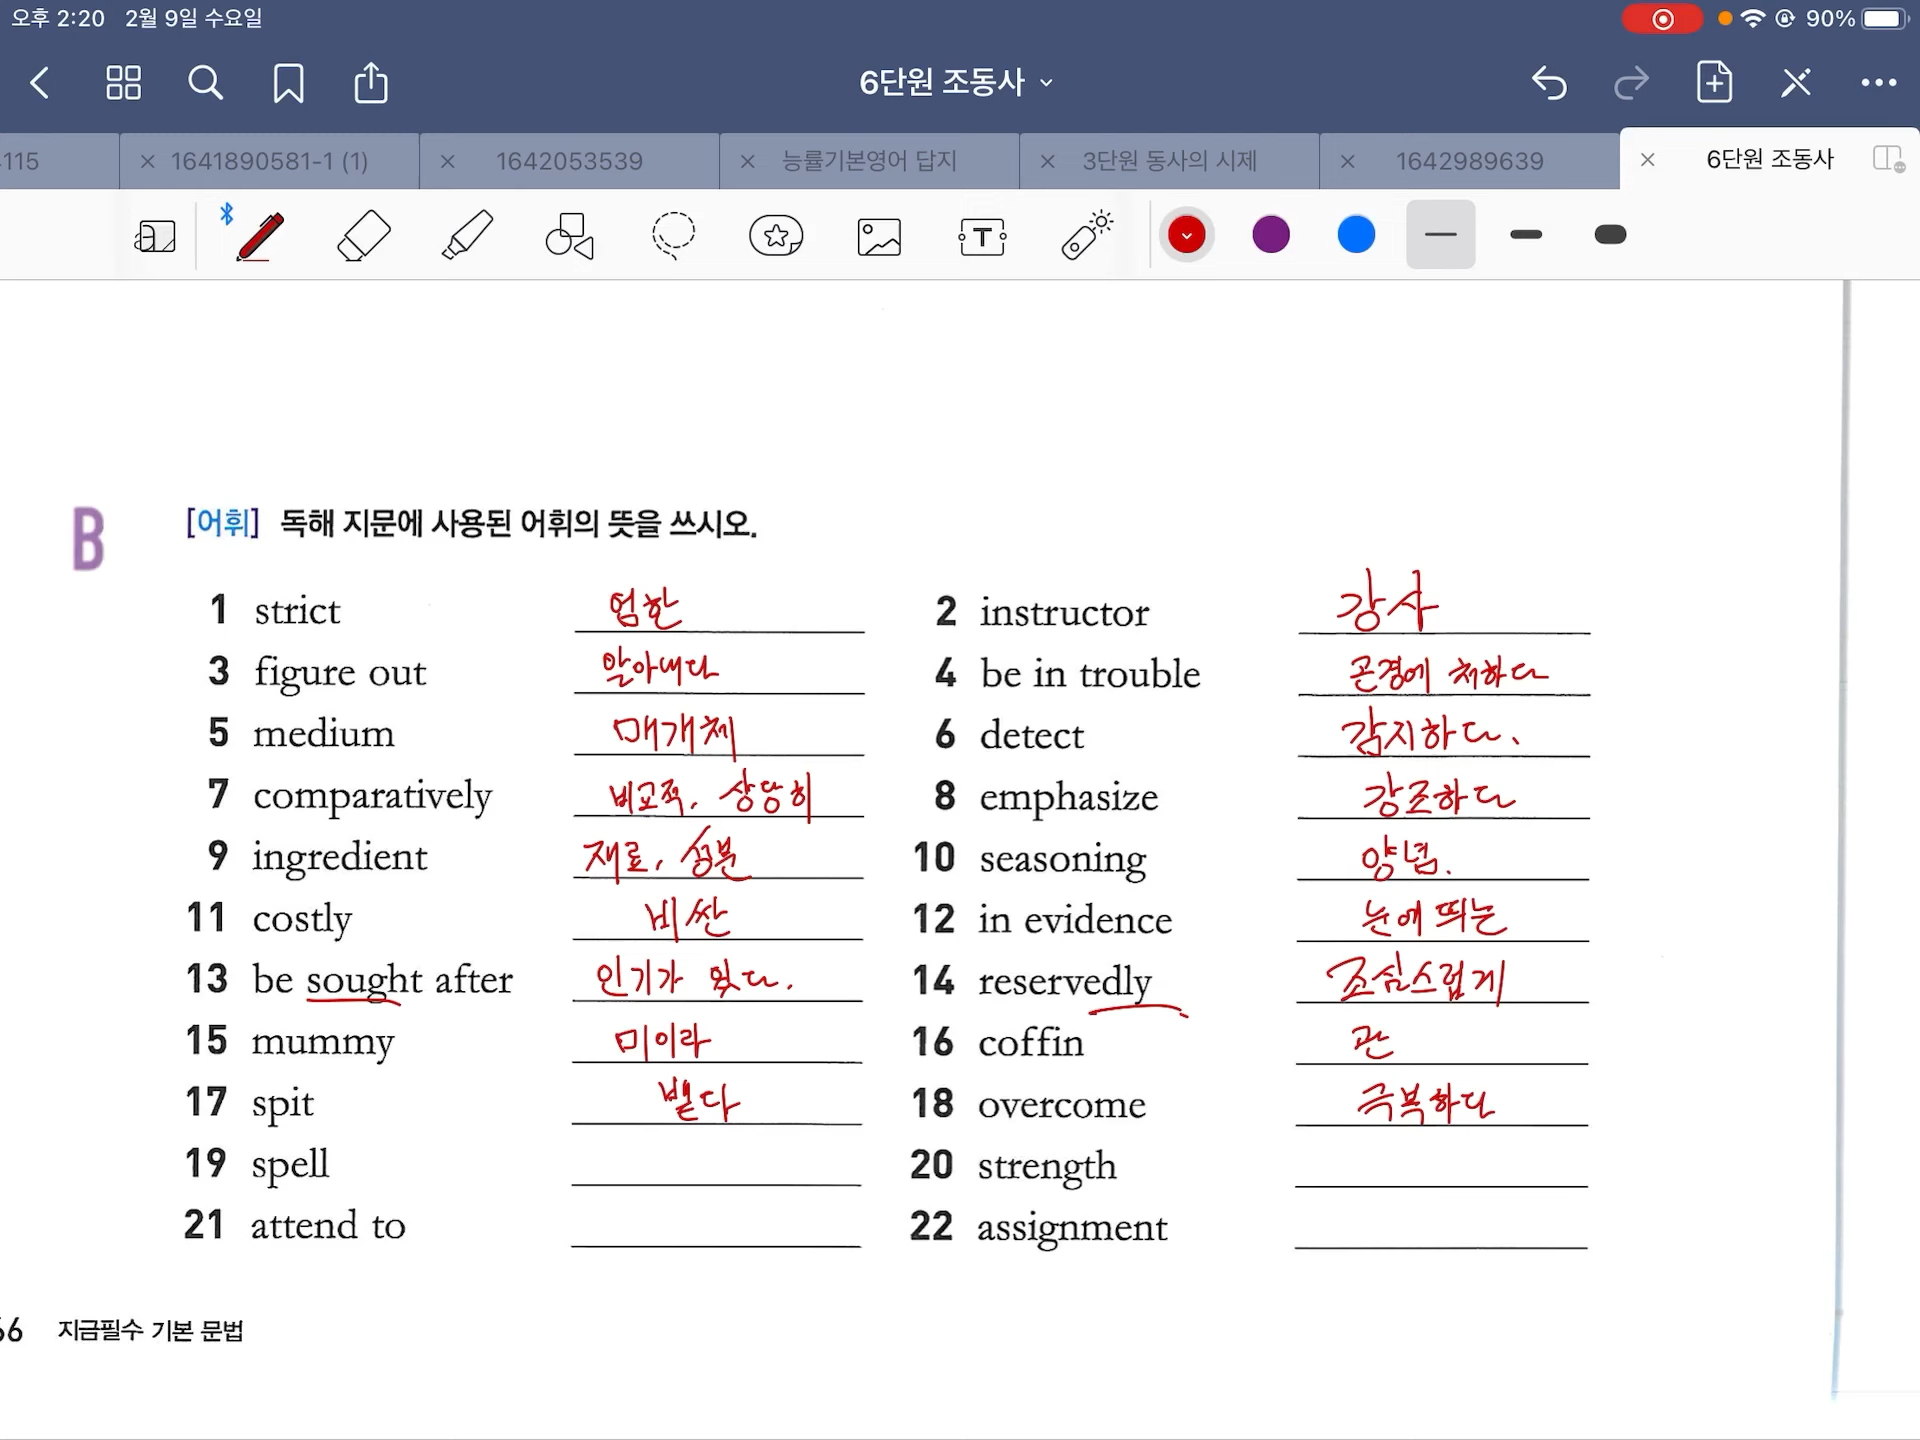 오후 2:20 2월 9일 수요일 90%
6단원 조동사
115 1641890581-1 (1) 1642053539 능률기본영어 답지 3단원 동사의 시제 1642989639 6단원 조동사
B [어휘] 독해 지문에 사용된 어휘의 뜻을 쓰시오.
1 strict 엄한 2 instructor 강사
3 figure out 알아내다 4 be in trouble 곤경에 처하다
5 medium 매개체 6 detect 감지하다.
7 comparatively 비교적, 상당히 8 emphasize 강조하다
9 ingredient 재료, 성분 10 seasoning 양념.
11 costly 비싼 12 in evidence 눈에 띄는
13 be sought after 인기가 있다. 14 reservedly 조심스럽게
15 mummy 미이라 16 coffin 관
17 spit 뱉다 18 overcome 극복하다
19 spell 20 strength
21 attend to 22 assignment
66 지금필수 기본 문법